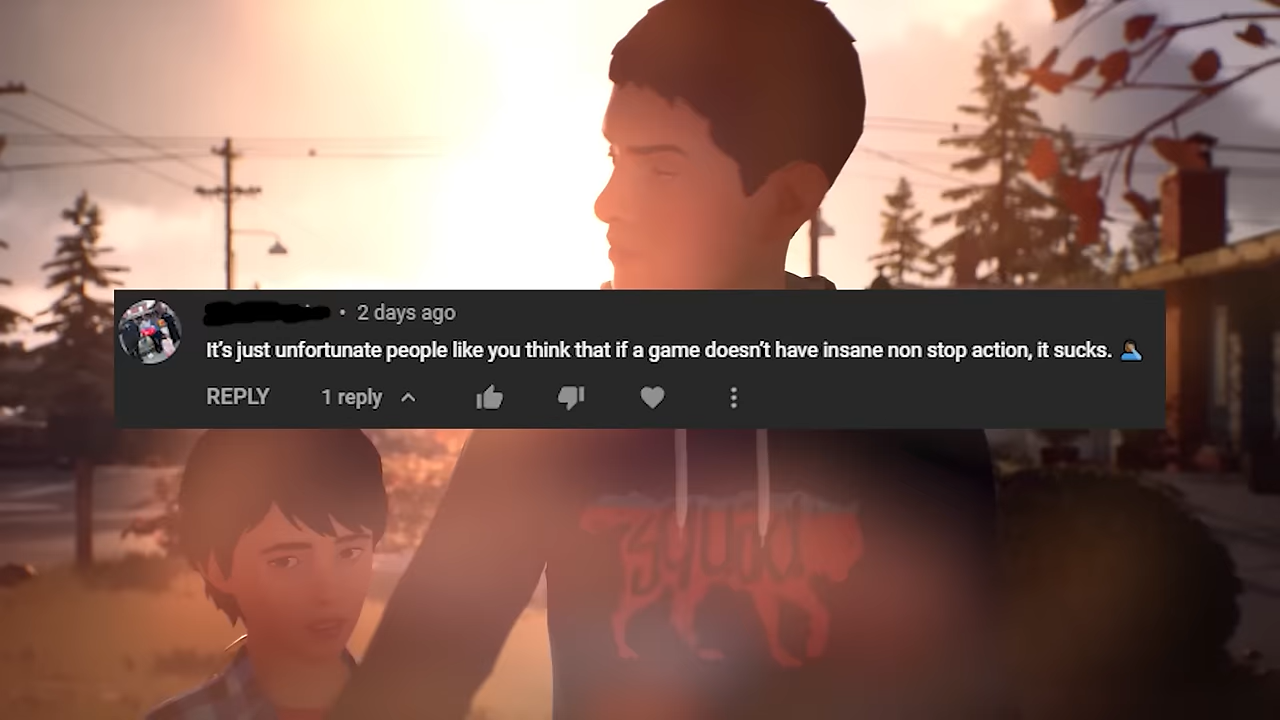 • 2 days ago
It's just unfortunate people like you think that if a game doesn't have insane non stop action, it sucks. 🤦🏽‍♂️
REPLY 1 reply
SQUAD